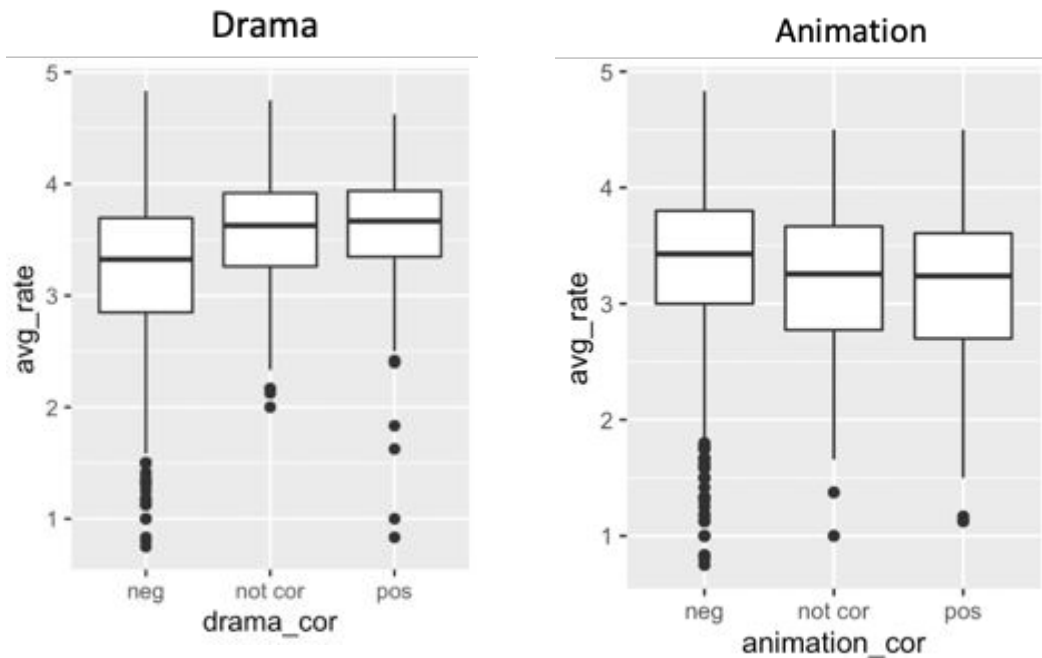 Drama
5
4
3
2
1
avg_rate
neg not cor pos
drama_cor
Animation
5
4
3
2
1
avg_rate
neg not cor pos
animation_cor